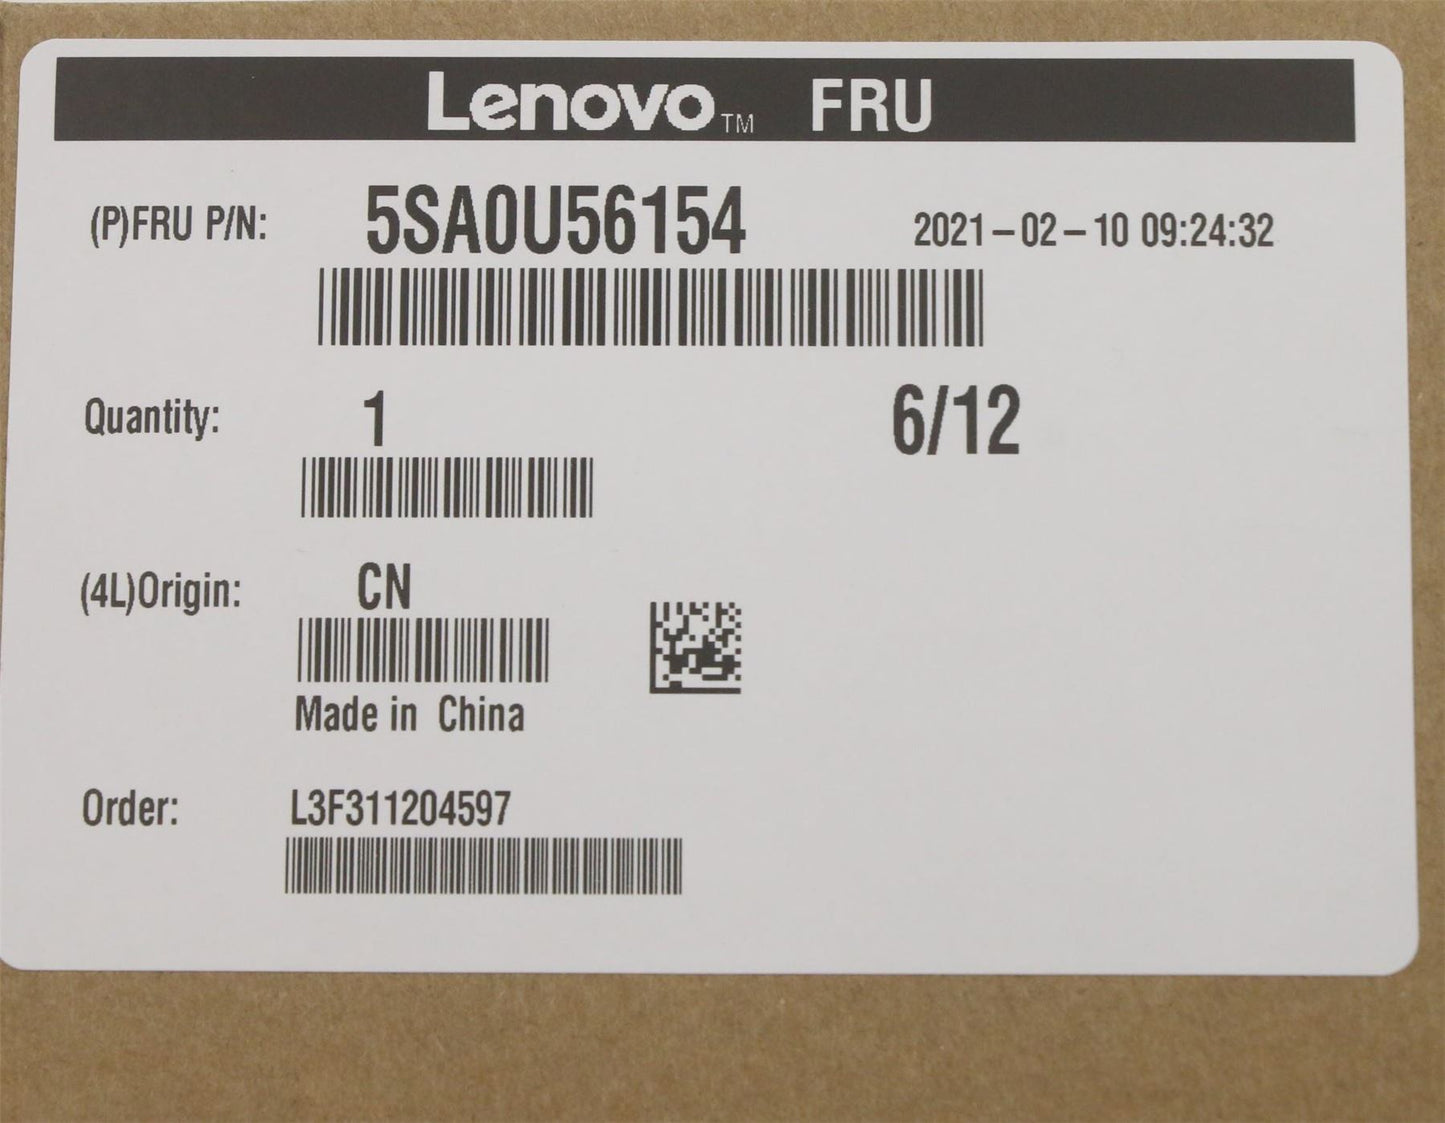 Lenovo™ FRU
(P)FRU P/N: 5SA0U56154 2021-02-10 09:24:32
Quantity: 1 6/12
(4L)Origin: CN
Made in China
Order: L3F311204597